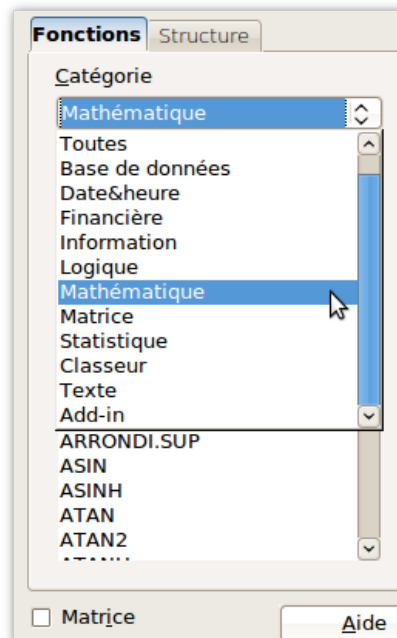 Fonctions Structure
Catégorie
Mathématique
Toutes
Base de données
Date&heure
Financière
Information
Logique
Mathématique
Matrice
Statistique
Classeur
Texte
Add-in
ARRONDI.SUP
ASIN
ASINH
ATAN
ATAN2
Matrice
Aide